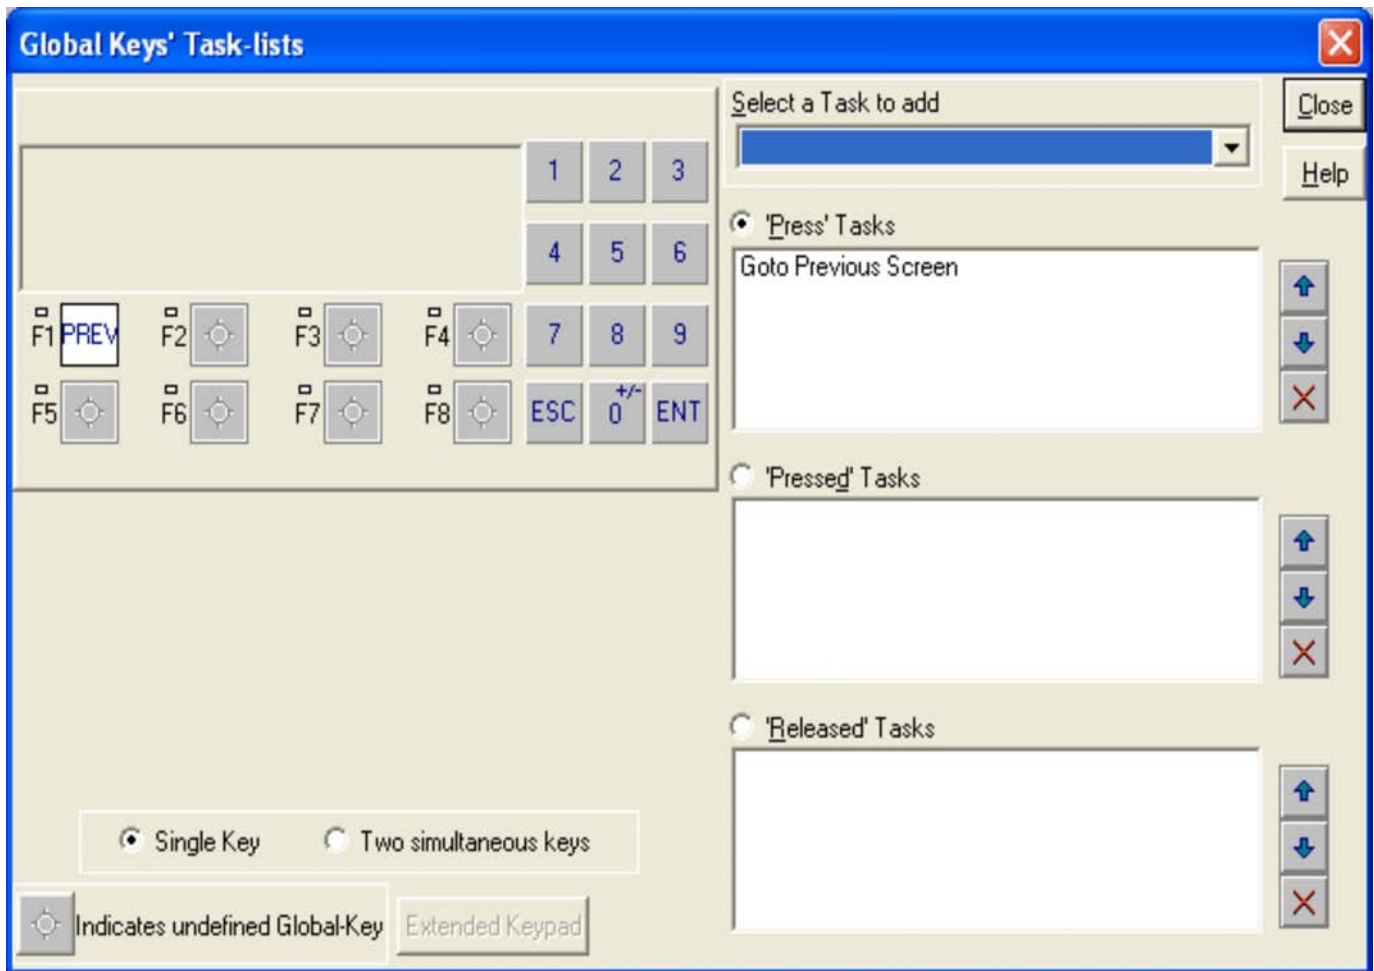 Global Keys' Task-lists
Select a Task to add
Close
Help
1 2 3
4 5 6
F1 PREV F2 F3 F4 7 8 9
F5 F6 F7 F8 ESC +/- 0 ENT
'Press' Tasks
Goto Previous Screen
'Pressed' Tasks
'Released' Tasks
Single Key Two simultaneous keys
Indicates undefined Global-Key Extended Keypad